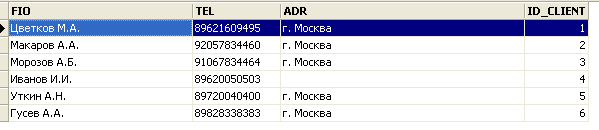 FIO TEL ADR ID_CLIENT
Цветков М.А. 89621609495 г. Москва 1
Макаров А.А. 92057834460 г. Москва 2
Морозов А.Б. 91067834464 г. Москва 3
Иванов И.И. 89620050503 4
Уткин А.Н. 89720040400 г. Москва 5
Гусев А.А. 89828338383 г. Москва 6